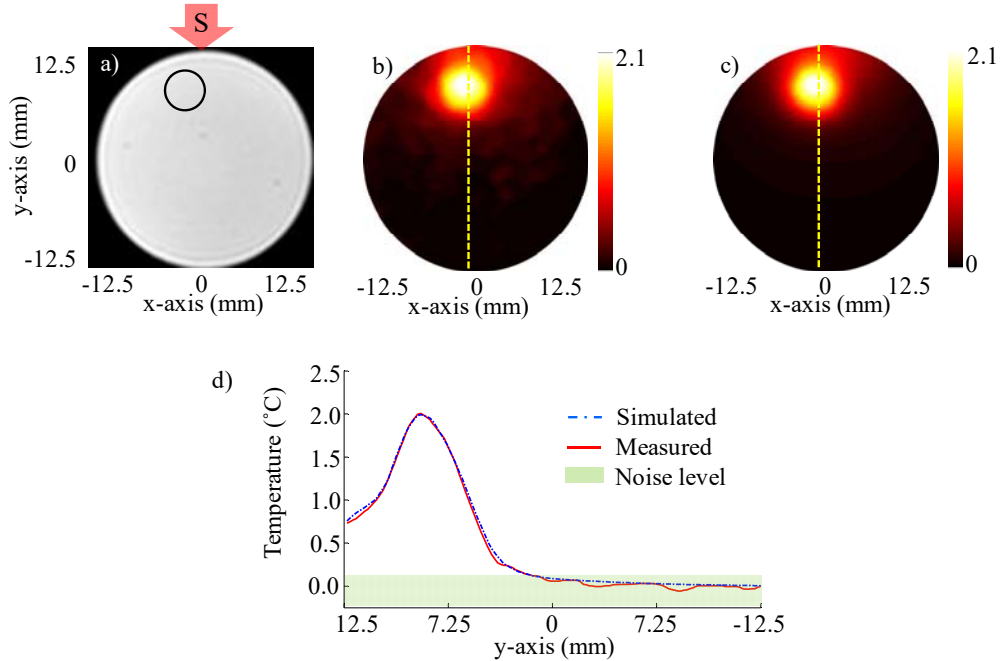 S
a)
12.5
0
-12.5
y-axis (mm)
-12.5 0 12.5
x-axis (mm)
b)
2.1
0
-12.5 0 12.5
x-axis (mm)
c)
2.1
0
-12.5 0 12.5
x-axis (mm)
d)
Temperature (˚C)
2.5
2.0
1.5
1.0
0.5
0.0
Simulated
Measured
Noise level
12.5 7.25 0 7.25 -12.5
y-axis (mm)